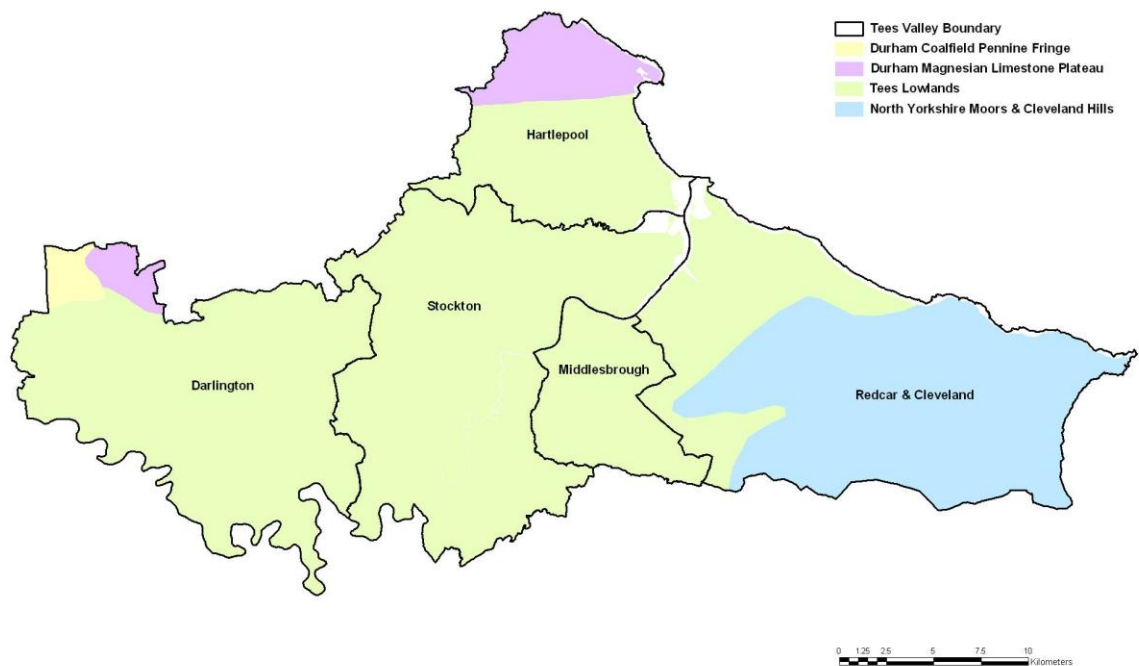 Tees Valley Boundary
Durham Coalfield Pennine Fringe
Durham Magnesian Limestone Plateau
Tees Lowlands
North Yorkshire Moors & Cleveland Hills
Hartlepool
Stockton
Darlington
Middlesbrough
Redcar & Cleveland
0 1.25 2.5 5 7.5 10
Kilometers